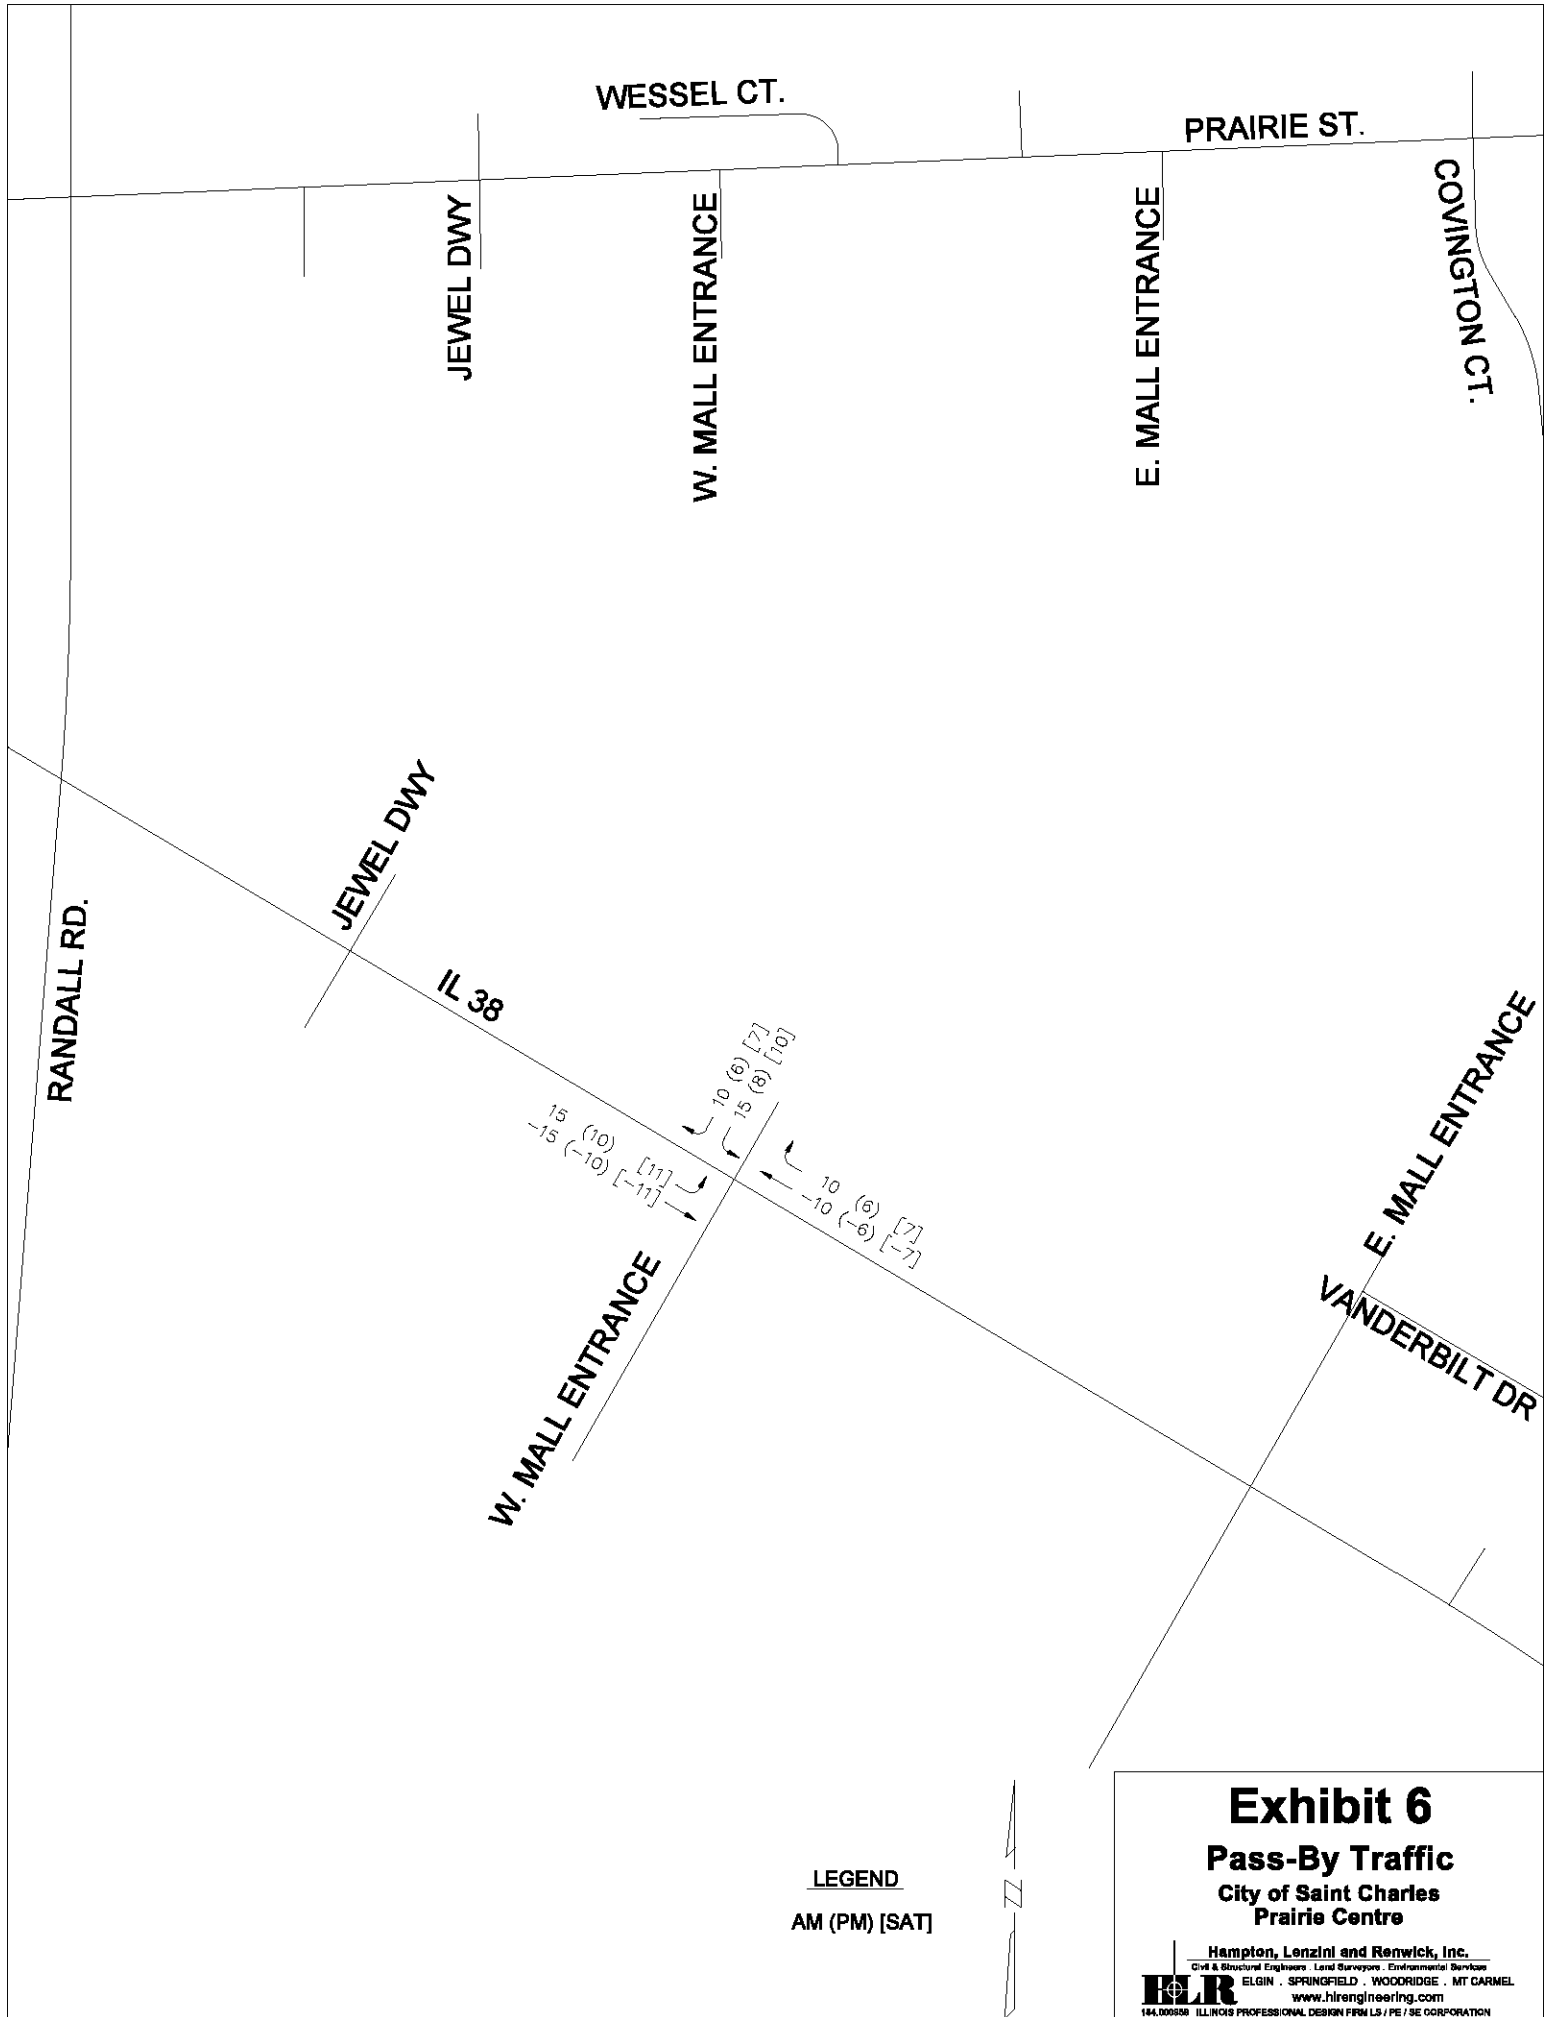 WESSEL CT.
PRAIRIE ST.
JEWEL DWY
W. MALL ENTRANCE
E. MALL ENTRANCE
COVINGTON CT.
JEWEL DWY
IL 38
RANDALL RD.
10 (6) [7]
15 (8) [10]
15 (10) [11]
-15 (-10) [-11]
10 (6) [7]
-10 (-6) [-7]
W. MALL ENTRANCE
E. MALL ENTRANCE
VANDERBILT DR
LEGEND
AM (PM) [SAT]
N
Exhibit 6
Pass-By Traffic
City of Saint Charles
Prairie Centre
Hampton, Lenzini and Renwick, Inc.
Civil & Structural Engineers . Land Surveyors . Environmental Services
HLR
ELGIN . SPRINGFIELD . WOODRIDGE . MT CARMEL
www.hlrengineering.com
ILLINOIS PROFESSIONAL DESIGN FIRM LS / PE / SE CORPORATION